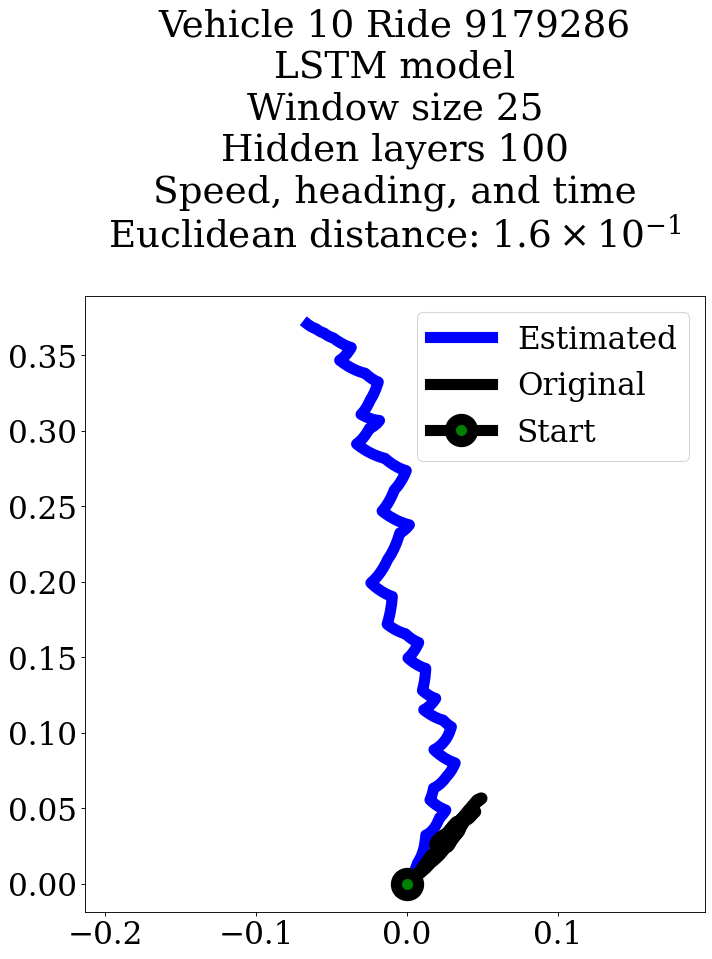 Vehicle 10 Ride 9179286
LSTM model
Window size 25
Hidden layers 100
Speed, heading, and time
Euclidean distance: 1.6 × 10⁻¹
Estimated
Original
Start
0.35
0.30
0.25
0.20
0.15
0.10
0.05
0.00
−0.2 −0.1 0.0 0.1